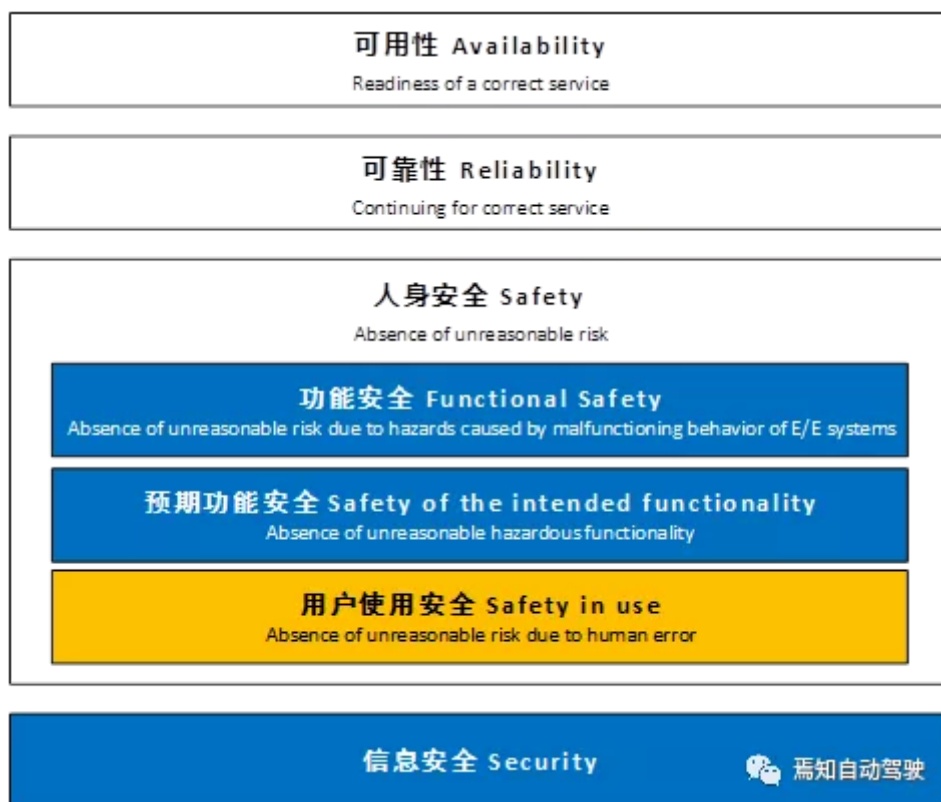 可用性 Availability
Readiness of a correct service
可靠性 Reliability
Continuing for correct service
人身安全 Safety
Absence of unreasonable risk
功能安全 Functional Safety
Absence of unreasonable risk due to hazards caused by malfunctioning behavior of E/E systems
预期功能安全 Safety of the intended functionality
Absence of unreasonable hazardous functionality
用户使用安全 Safety in use
Absence of unreasonable risk due to human error
信息安全 Security
焉知自动驾驶